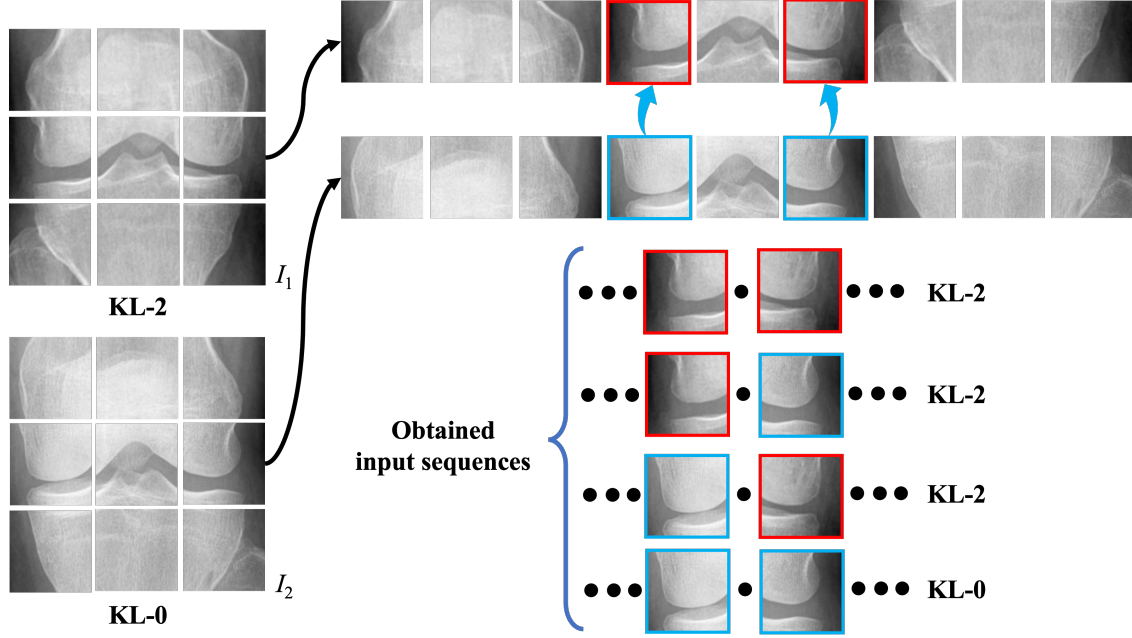 I₁
KL-2
I₂
KL-0
Obtained
input sequences
KL-2
KL-2
KL-2
KL-0